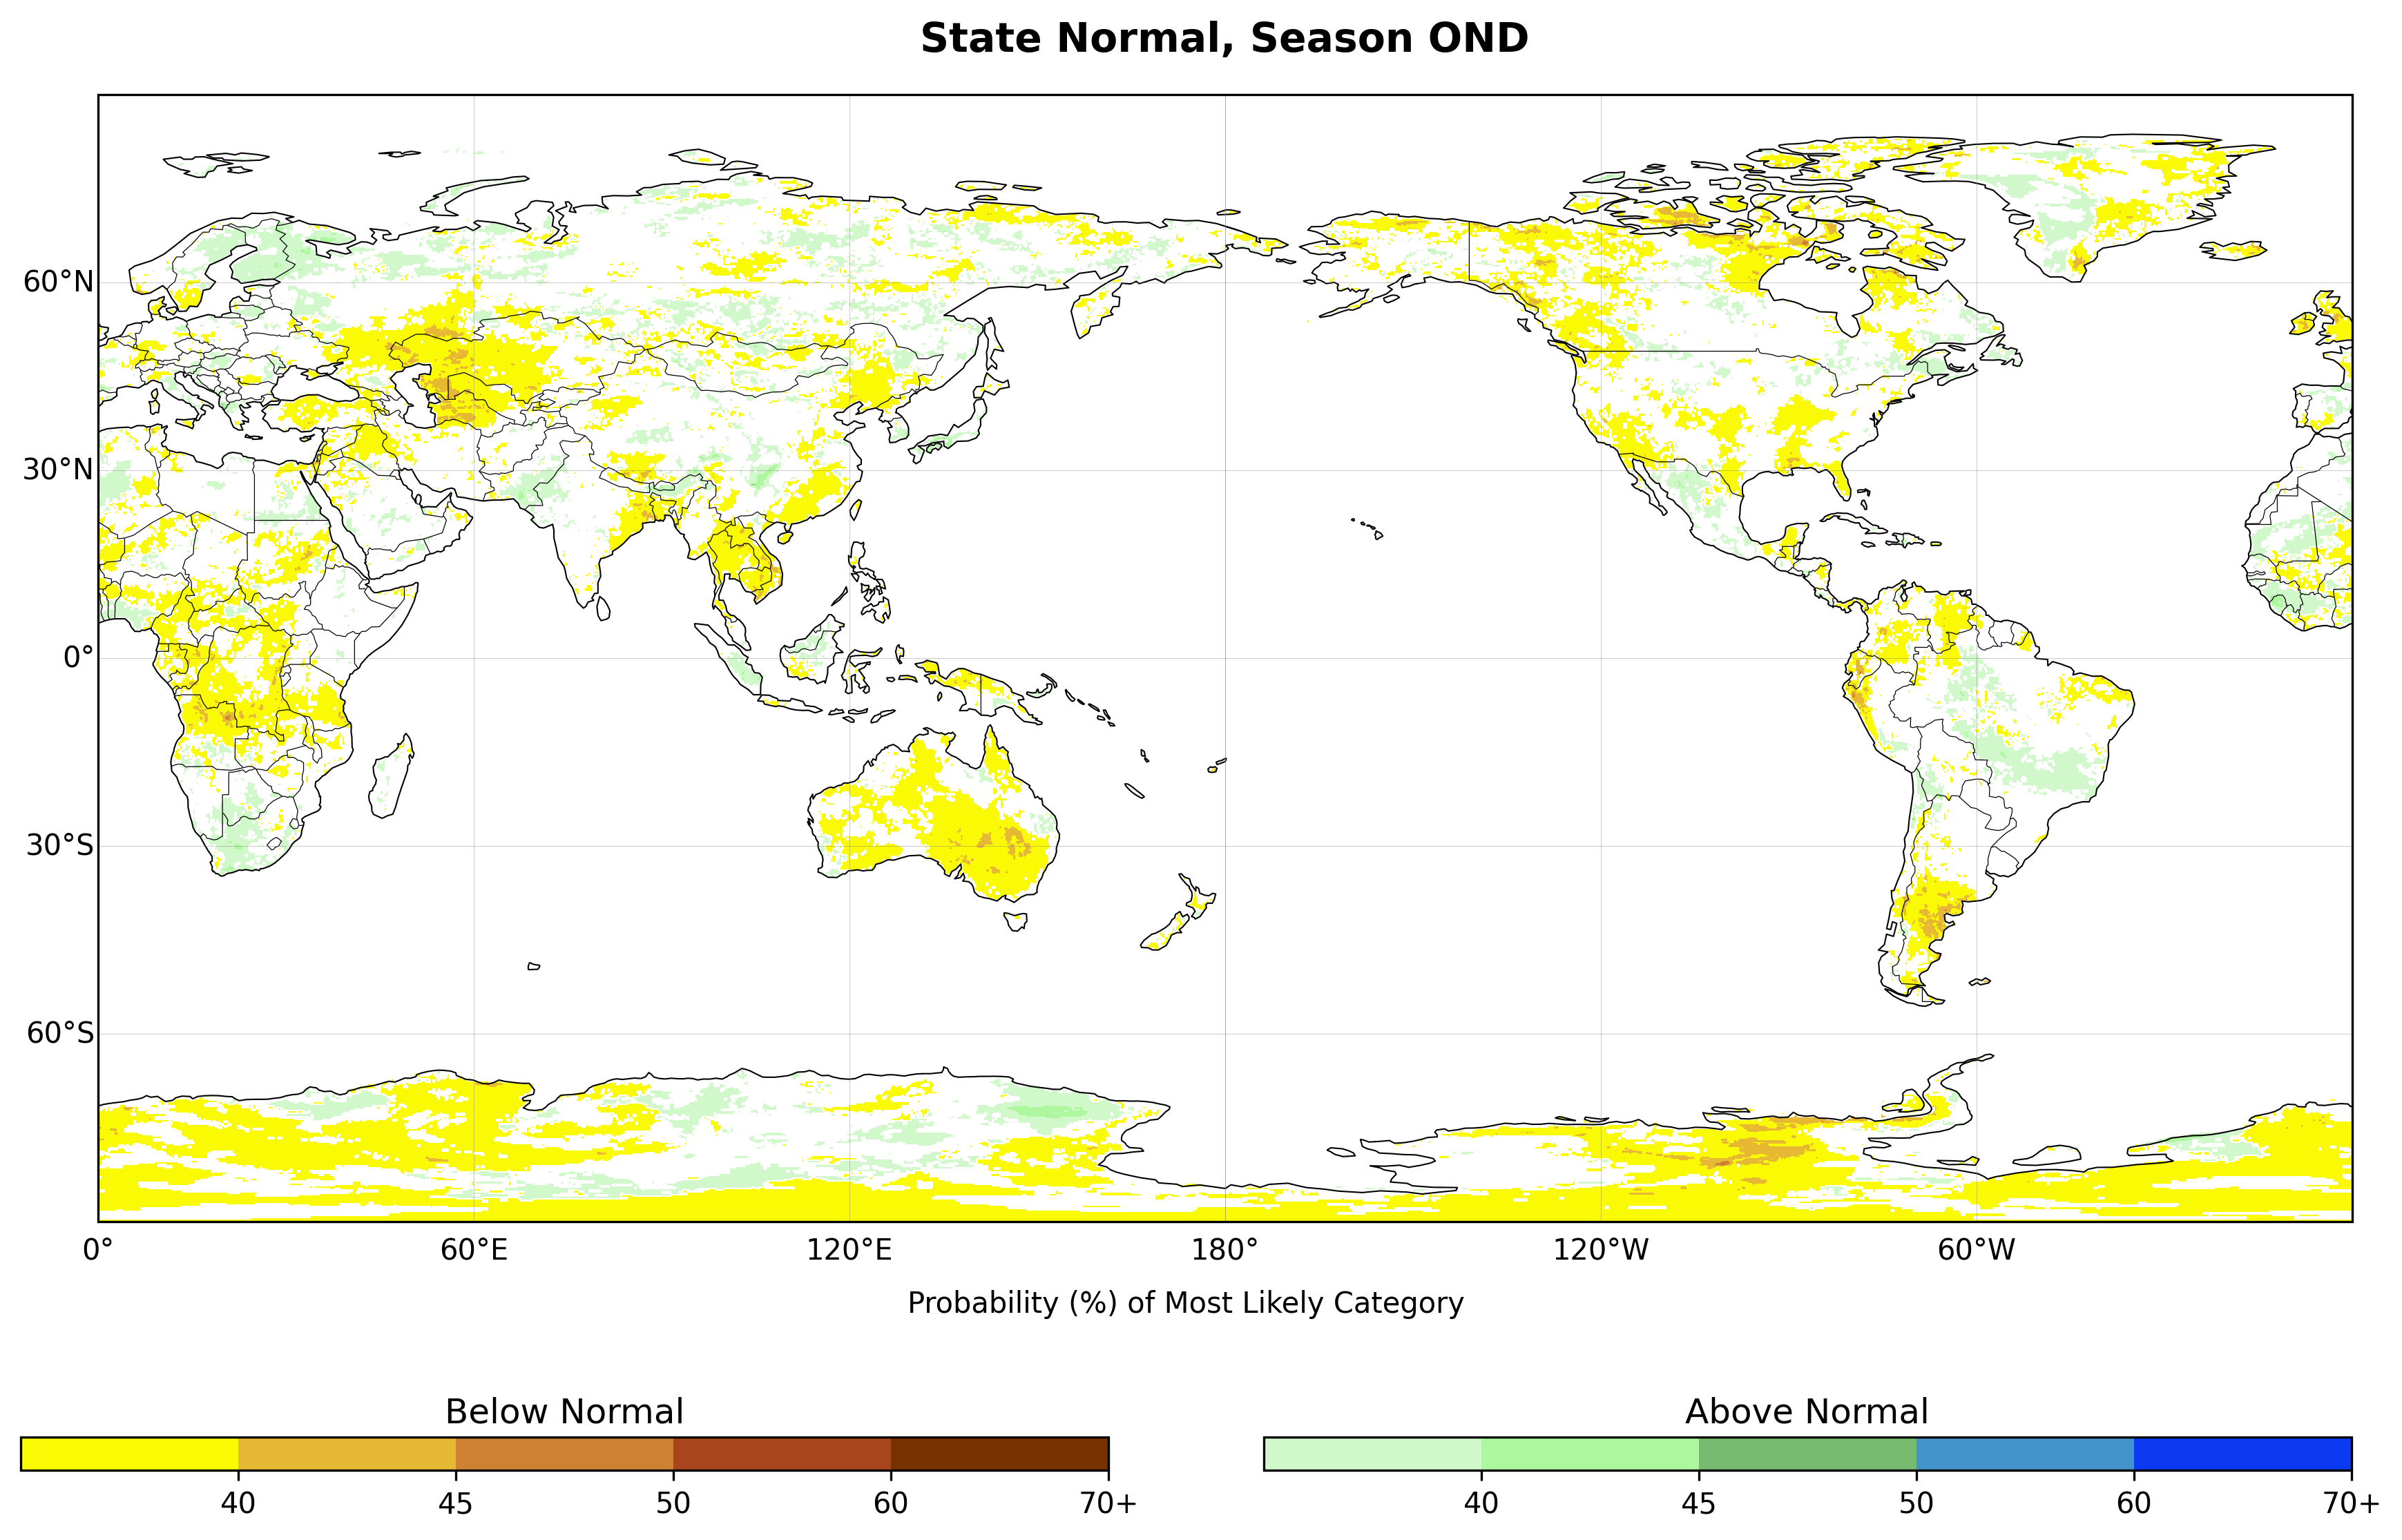 State Normal, Season OND
60°N
30°N
0°
30°S
60°S
0° 60°E 120°E 180° 120°W 60°W
Probability (%) of Most Likely Category
Below Normal Above Normal
40 45 50 60 70+ 40 45 50 60 70+